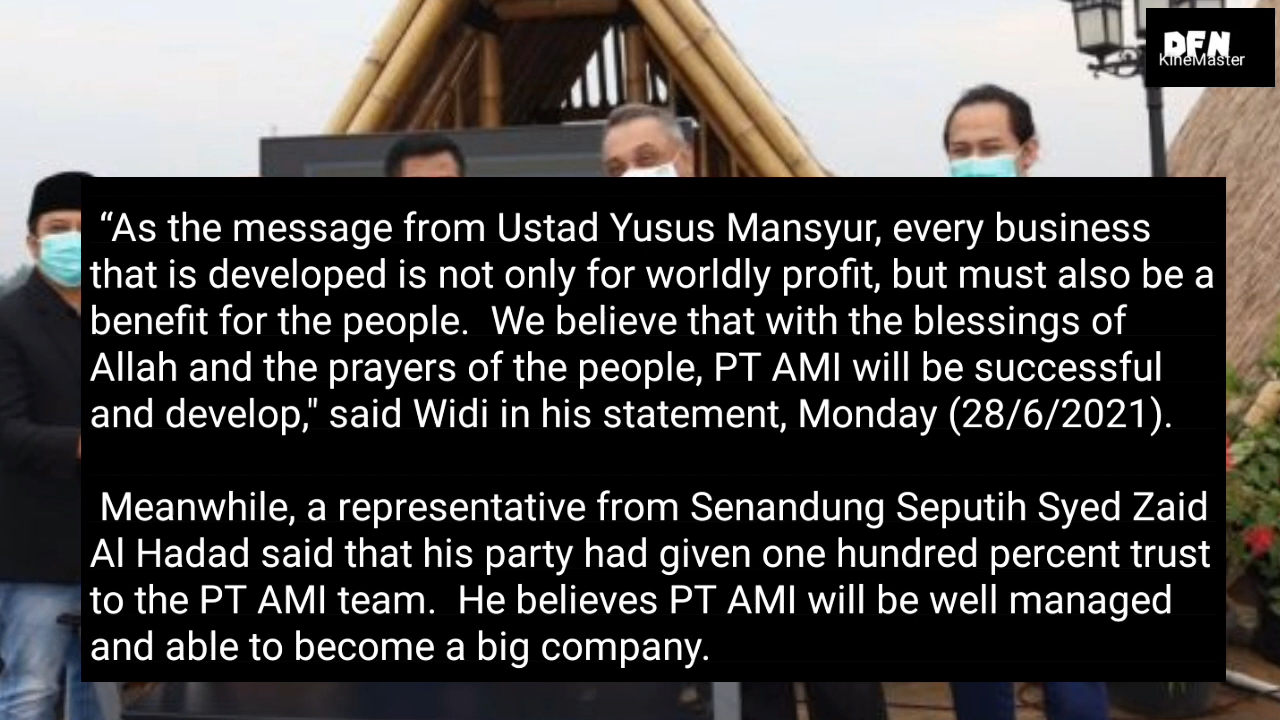 DFN
KineMaster
“As the message from Ustad Yusus Mansyur, every business
that is developed is not only for worldly profit, but must also be a
benefit for the people.  We believe that with the blessings of
Allah and the prayers of the people, PT AMI will be successful
and develop," said Widi in his statement, Monday (28/6/2021).
Meanwhile, a representative from Senandung Seputih Syed Zaid
Al Hadad said that his party had given one hundred percent trust
to the PT AMI team.  He believes PT AMI will be well managed
and able to become a big company.